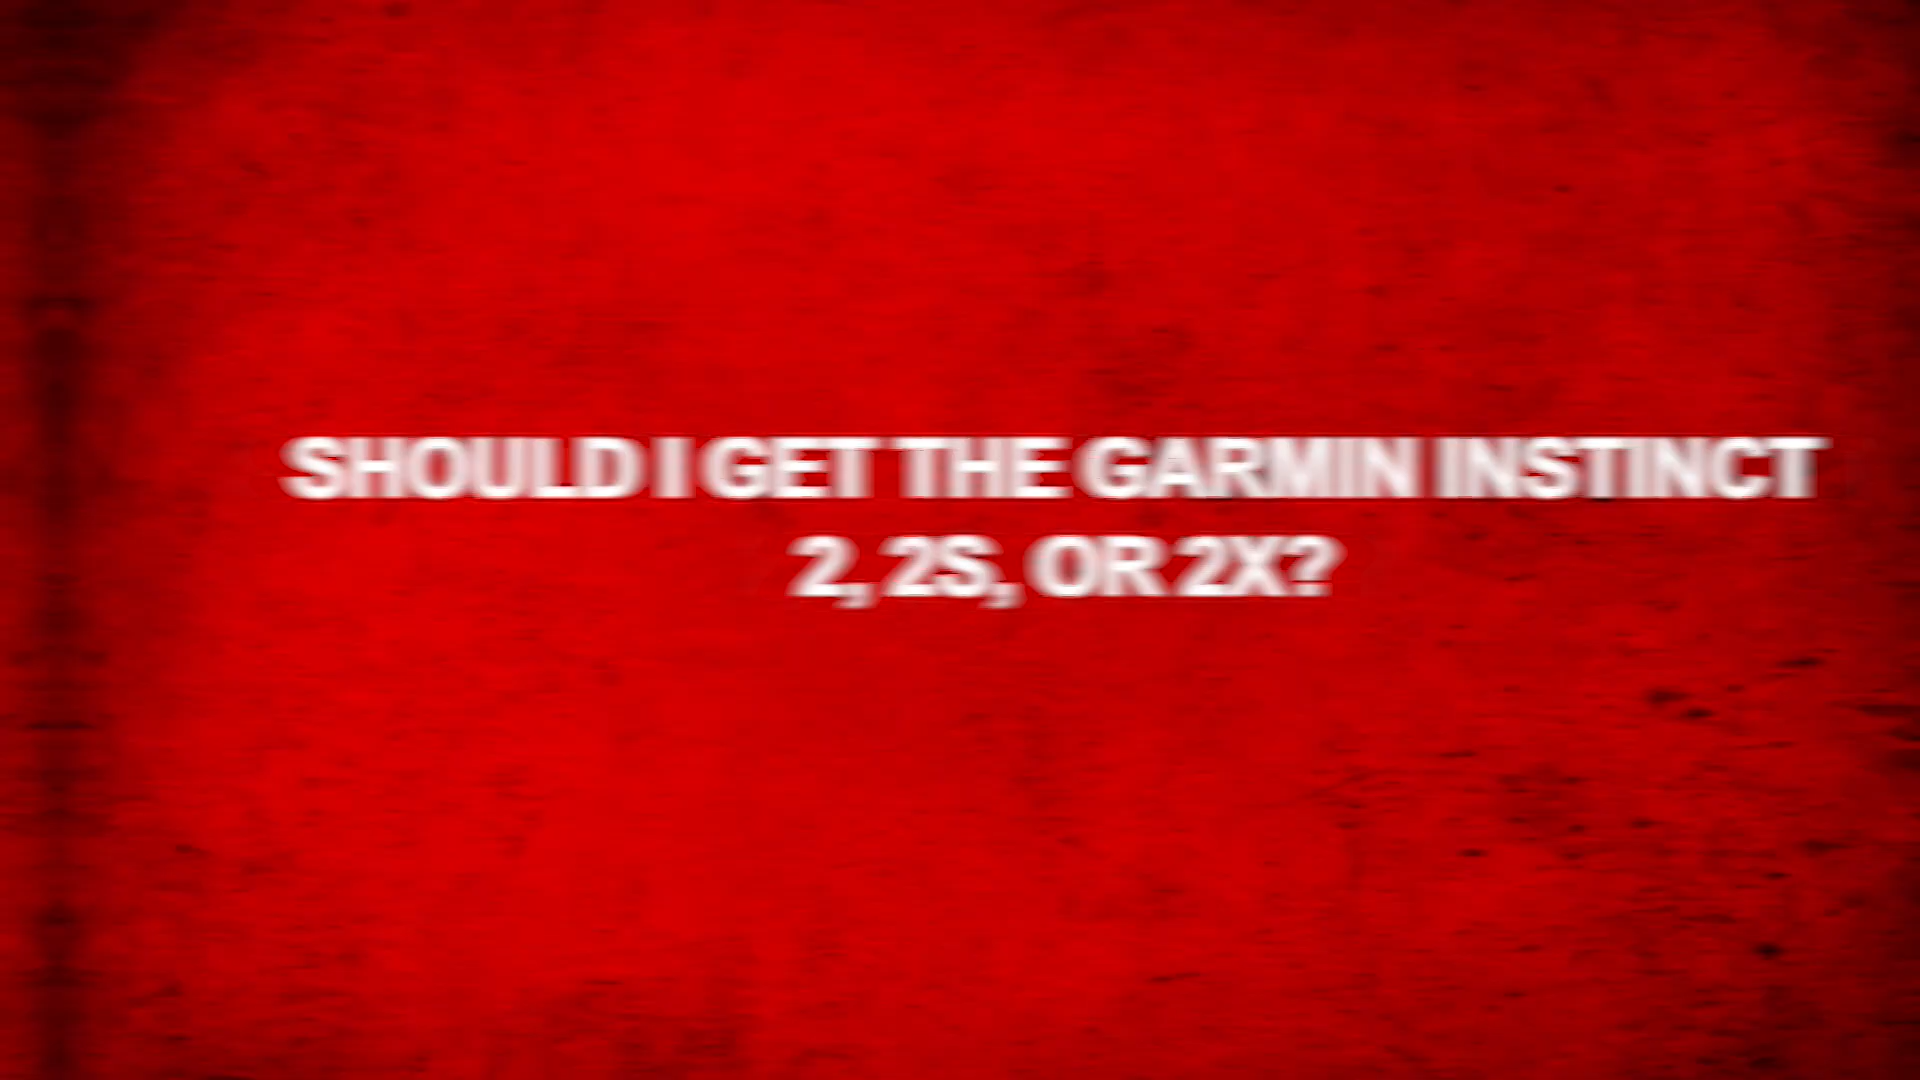 SHOULD I GET THE GARMIN INSTINCT
2, 2S, OR 2X?